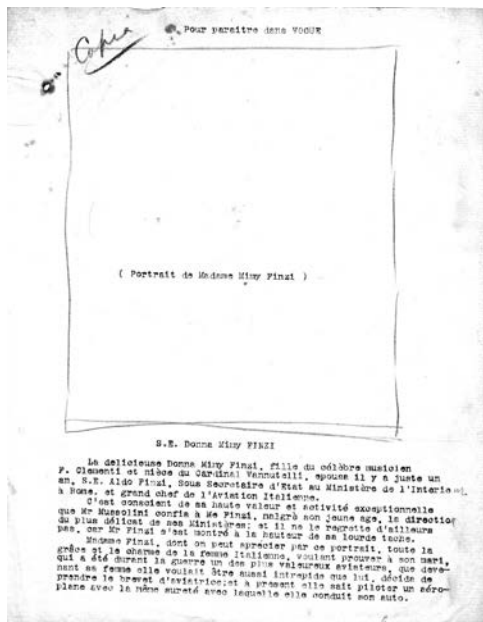 Copia
Pour paraître dans VOGUE
( Portrait de Madame Mimy Finzi )
S.E. Donna Mimy FINZI
La delicieuse Donna Mimy Finzi, fille du célèbre musicien
F. Clementi et nièce du Cardinal Vannutelli, epousa il y a juste un
an, S.E. Aldo Finzi, Sous Secretaire d'Etat au Ministère de l'Interieur
à Rome, et grand chef de l'Aviation Italienne.
C'est conscient de sa haute valeur et activité exceptionnelle
que Mr Mussolini confia à Me Finzi, malgrè son jeune age, la direction
du plus délicat de ses Ministères; et il ne le regrette d'ailleurs
pas, car Mr Finzi s'est montré à la hauteur de sa lourde tache.
Madame Finzi, dont on peut aprecier par ce portrait, toute la
grâce et le charme de la femme Italienne, voulant prouver à son mari,
qui a été durant la guerre un des plus valeureux aviateurs, que deve-
nant sa femme elle voulait être aussi intrepide que lui, décida de
prendre le brevet d'aviatrice;et à present elle sait piloter un aéro-
plane avec la même sureté avec laquelle elle conduit son auto.